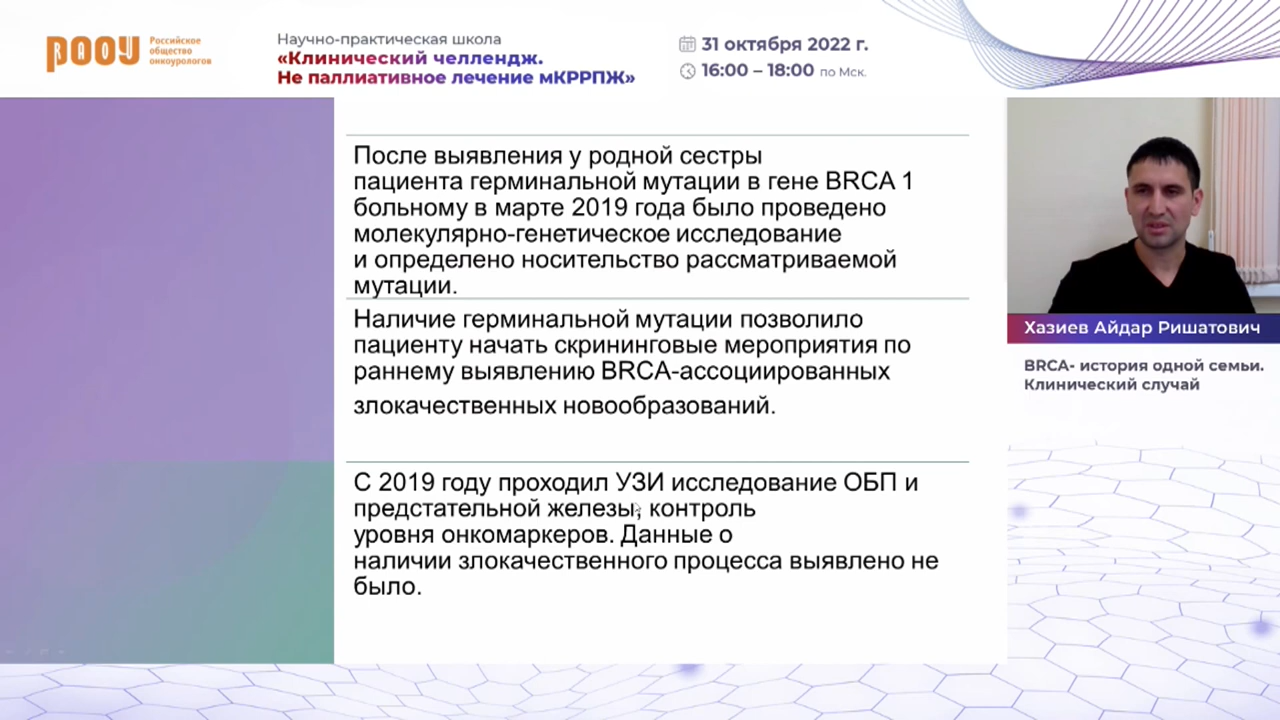 РАОУ
Российское
общество
онкоурологов
Научно-практическая школа
«Клинический челлендж.
Не паллиативное лечение мКРРПЖ»
31 октября 2022 г.
16:00 – 18:00 по Мск.
После выявления у родной сестры
пациента герминальной мутации в гене BRCA 1
больному в марте 2019 года было проведено
молекулярно-генетическое исследование
и определено носительство рассматриваемой
мутации.
Наличие герминальной мутации позволило
пациенту начать скрининговые мероприятия по
раннему выявлению BRCA-ассоциированных
злокачественных новообразований.
С 2019 году проходил УЗИ исследование ОБП и
предстательной железы, контроль
уровня онкомаркеров. Данные о
наличии злокачественного процесса выявлено не
было.
Хазиев Айдар Ришатович
BRCA- история одной семьи.
Клинический случай